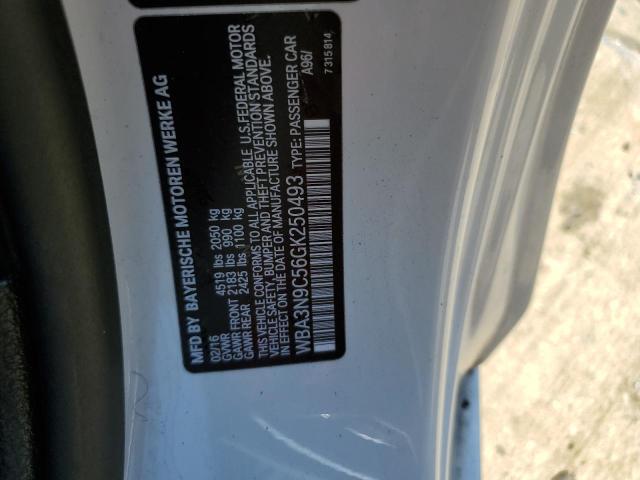 MFD BY BAYERISCHE MOTOREN WERKE AG
02/16 4519 lbs 2050 kg
GVWR
GAWR FRONT 2183 lbs 990 kg
GAWR REAR 2425 lbs 1100 kg
THIS VEHICLE CONFORMS TO ALL APPLICABLE U.S.FEDERAL MOTOR
VEHICLE SAFETY, BUMPER AND THEFT PREVENTION STANDARDS
IN EFFECT ON THE DATE OF MANUFACTURE SHOWN ABOVE.
WBA3N9C56GK250493 TYPE: PASSENGER CAR
A96/
7315814